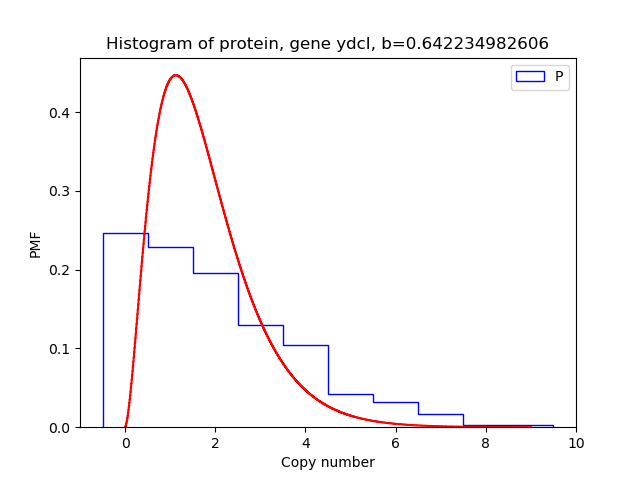 Histogram of protein, gene ydcI, b=0.642234982606
P
0.4
0.3
0.2
0.1
0.0
PMF
0 2 4 6 8 10
Copy number